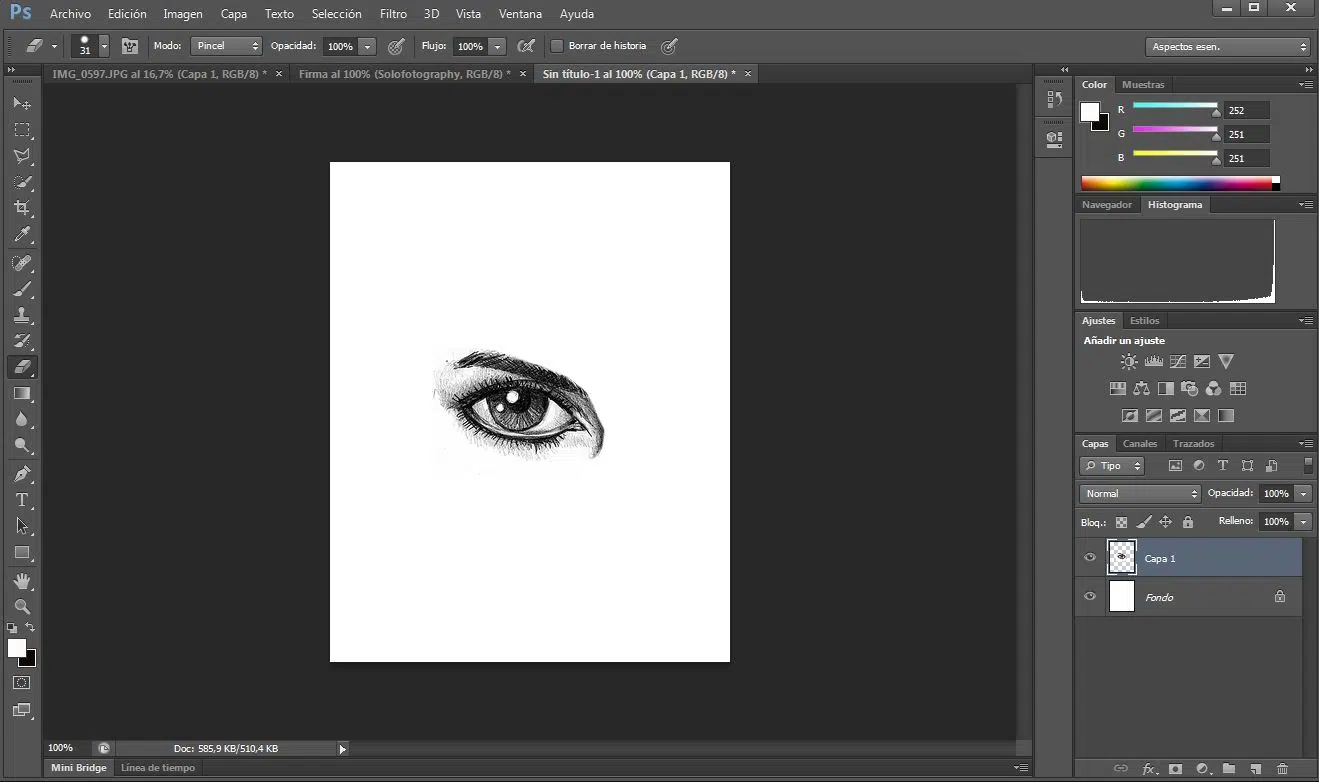 Ps Archivo Edición Imagen Capa Texto Selección Filtro 3D Vista Ventana Ayuda
31 Modo: Pincel Opacidad: 100% Flujo: 100% Borrar de historia Aspectos esen.
IMG_0597.JPG al 16,7% (Capa 1, RGB/8) * × Firma al 100% (Solofotography, RGB/8) * × Sin título-1 al 100% (Capa 1, RGB/8) * ×
Color Muestras
R 252
G 251
B 251
Navegador Histograma
Ajustes Estilos
Añadir un ajuste
Capas Canales Trazados
Tipo
Normal Opacidad: 100%
Bloq.: Relleno: 100%
Capa 1
Fondo
100% Doc: 585,9 KB/510,4 KB
Mini Bridge Línea de tiempo
fx